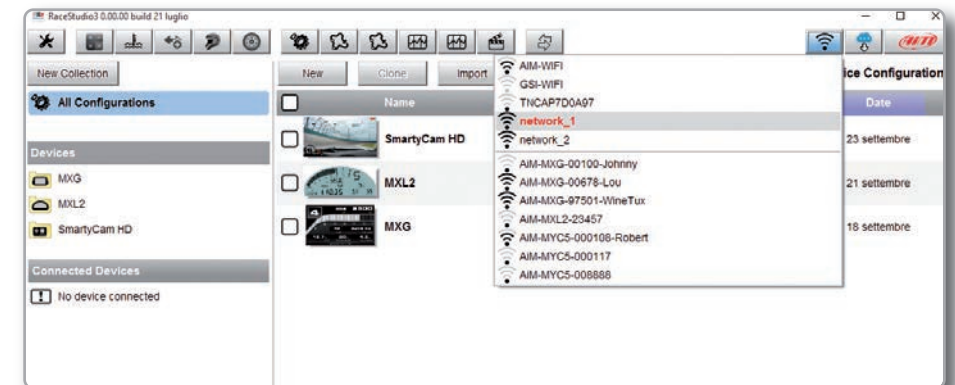 RaceStudio3 0.00.00 build 21 luglio
AiM
New Collection
New
Clone
Import
ice Configuration
All Configurations
Name
Date
SmartyCam HD
23 settembre
MXL2
21 settembre
MXG
18 settembre
Devices
MXG
MXL2
SmartyCam HD
Connected Devices
No device connected
AIM-WIFI
GSI-WIFI
TNCAP7D0A97
network_1
network_2
AIM-MXG-00100-Johnny
AIM-MXG-00678-Lou
AIM-MXG-97501-WineTux
AIM-MXL2-23457
AIM-MYC5-000108-Robert
AIM-MYC5-000117
AIM-MYC5-008888